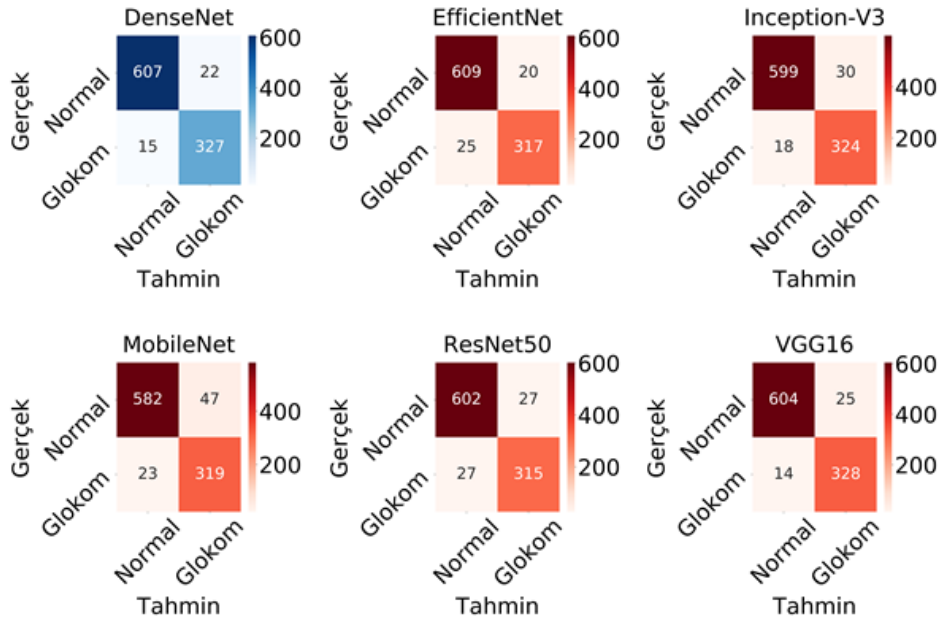 DenseNet
Gerçek
Normal
Glokom
607 22
15 327
600
400
200
Normal
Glokom
Tahmin
EfficientNet
Gerçek
Normal
Glokom
609 20
25 317
600
400
200
Normal
Glokom
Tahmin
Inception-V3
Gerçek
Normal
Glokom
599 30
18 324
400
200
Normal
Glokom
Tahmin
MobileNet
Gerçek
Normal
Glokom
582 47
23 319
400
200
Normal
Glokom
Tahmin
ResNet50
Gerçek
Normal
Glokom
602 27
27 315
600
400
200
Normal
Glokom
Tahmin
VGG16
Gerçek
Normal
Glokom
604 25
14 328
600
400
200
Normal
Glokom
Tahmin